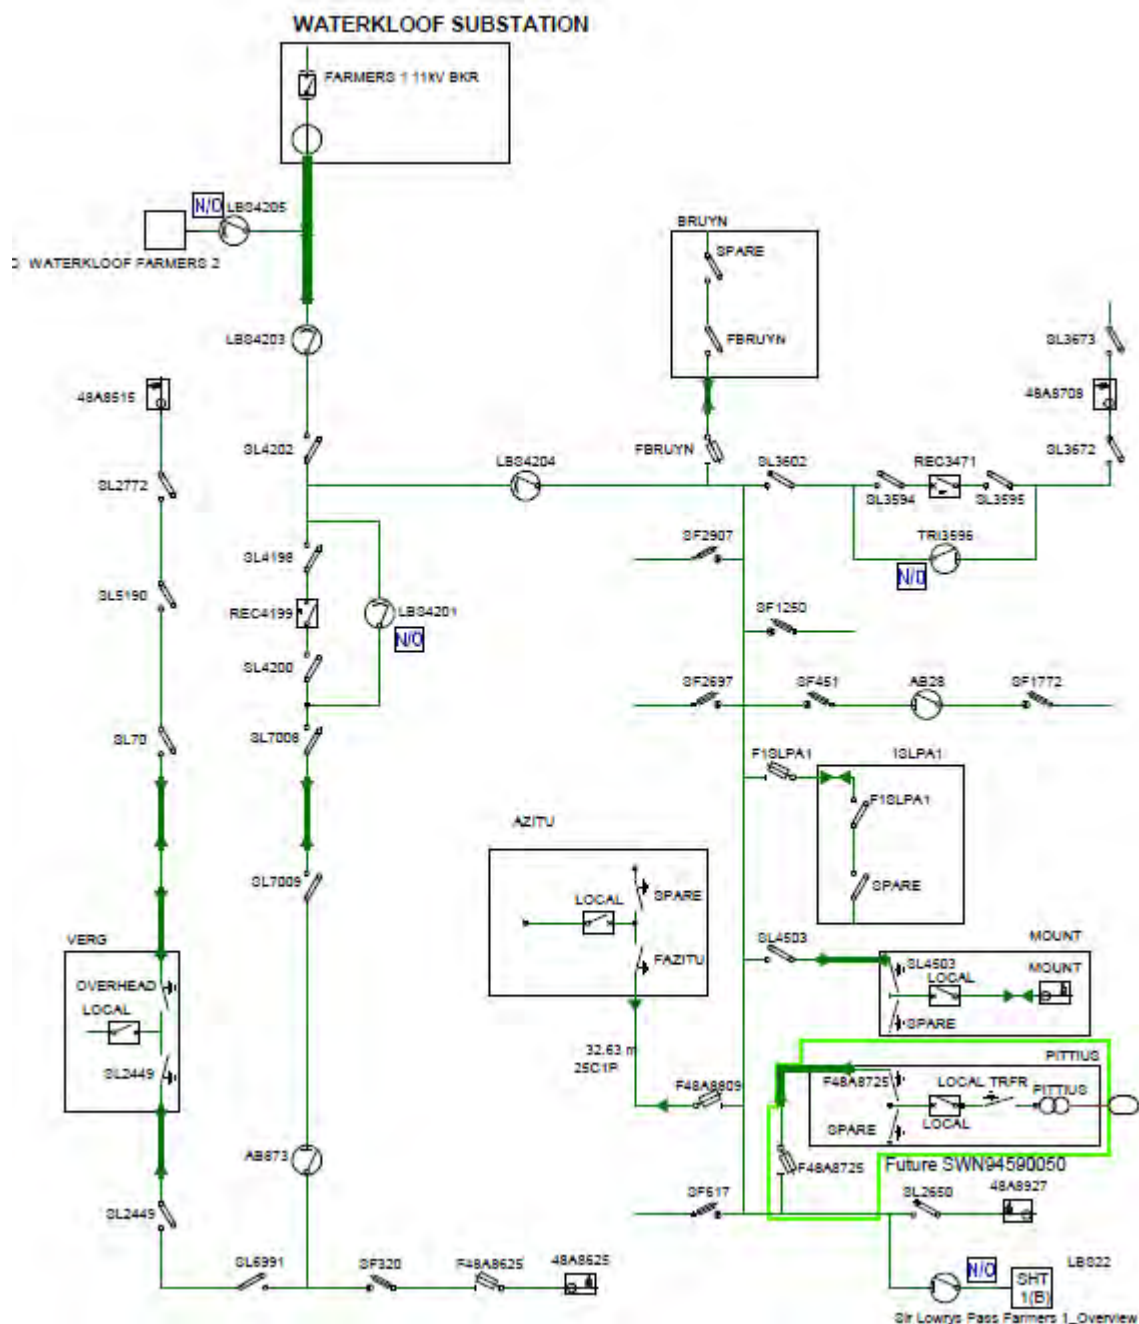 WATERKLOOF SUBSTATION
FARMERS 1 11kV BKR
N/O
LBS4205
WATERKLOOF FARMERS 2
BRUYN
SPARE
FBRUYN
LBS4203
SL3673
48A8515
48A8708
SL4202
FBRUYN
SL3672
LBS4204
SL3602
REC3471
SL2772
SL3594
SL3595
SF2907
TRI3596
SL4198
N/O
SL5190
REC4199
LBS4201
SF1250
N/O
SL4200
SF2697
SF451
AB28
SF1772
SL70
SL7008
F1SLPA1
1SLPA1
F1SLPA1
AZITU
SL7009
LOCAL
SPARE
SPARE
VERG
SL4503
MOUNT
FAZITU
SL4503
MOUNT
LOCAL
OVERHEAD
LOCAL
SPARE
32.63 m
25C1P
PITTIUS
SL2449
F48A8809
F48A8725
LOCAL TRFR
PITTIUS
LOCAL
SPARE
AB873
F48A8725
Future SWN94590050
SL2449
SF517
SL2650
48A8927
SL6991
SF320
F48A8625
48A8625
N/O
LBS22
SHT
1(B)
Sir Lowrys Pass Farmers 1_Overview